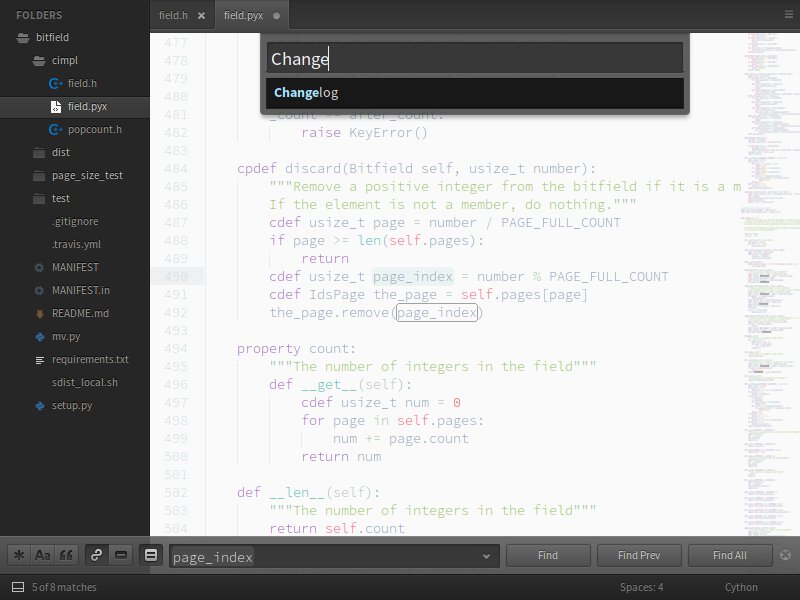 FOLDERS
bitfield
cimpl
field.h
field.pyx
popcount.h
dist
page_size_test
test
.gitignore
.travis.yml
MANIFEST
MANIFEST.in
README.md
mv.py
requirements.txt
sdist_local.sh
setup.py
field.h
field.pyx
Change
Changelog
477
478
479
480
481 _count == after_count:
482 raise KeyError()
483
484 cpdef discard(Bitfield self, usize_t number):
485 """Remove a positive integer from the bitfield if it is a m
486 If the element is not a member, do nothing."""
487 cdef usize_t page = number / PAGE_FULL_COUNT
488 if page >= len(self.pages):
489 return
490 cdef usize_t page_index = number % PAGE_FULL_COUNT
491 cdef IdsPage the_page = self.pages[page]
492 the_page.remove(page_index)
493
494 property count:
495 """The number of integers in the field"""
496 def __get__(self):
497 cdef usize_t num = 0
498 for page in self.pages:
499 num += page.count
500 return num
501
502 def __len__(self):
503 """The number of integers in the field"""
504 return self.count
Aa
page_index
Find
Find Prev
Find All
5 of 8 matches
Spaces: 4
Cython